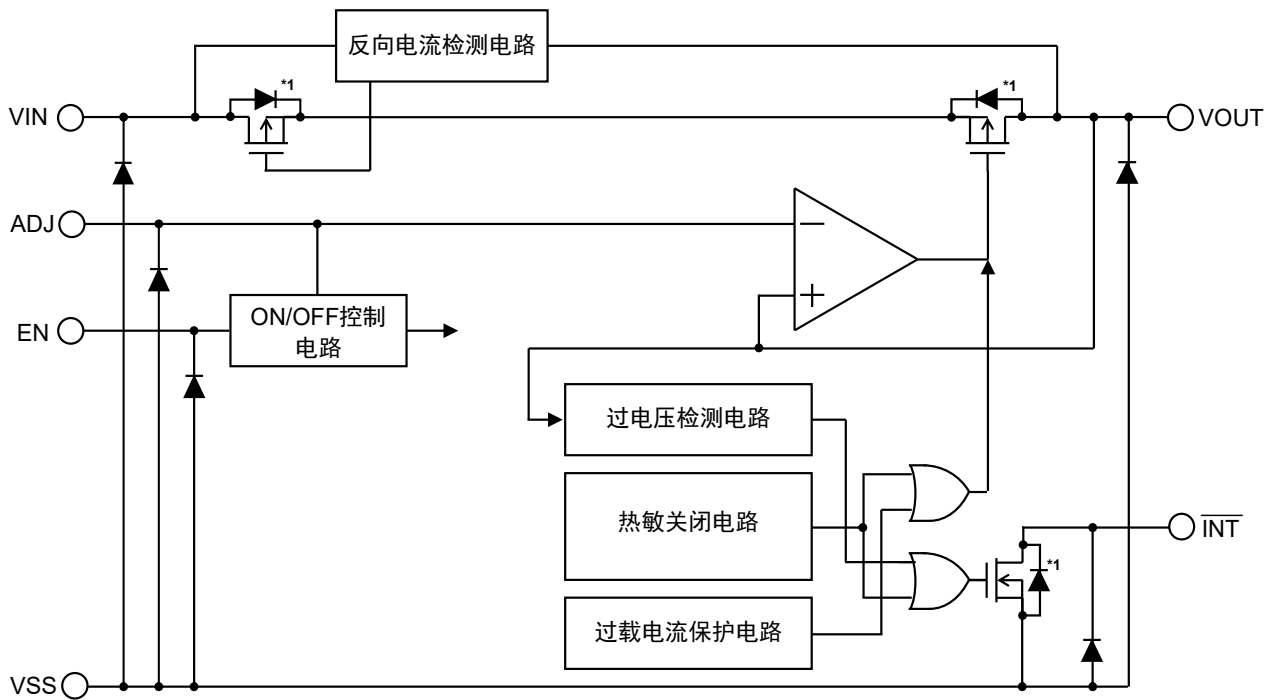 反向电流检测电路
*1
*1
VIN
VOUT
ADJ
EN
ON/OFF控制
电路
过电压检测电路
热敏关闭电路
INT
*1
过载电流保护电路
VSS